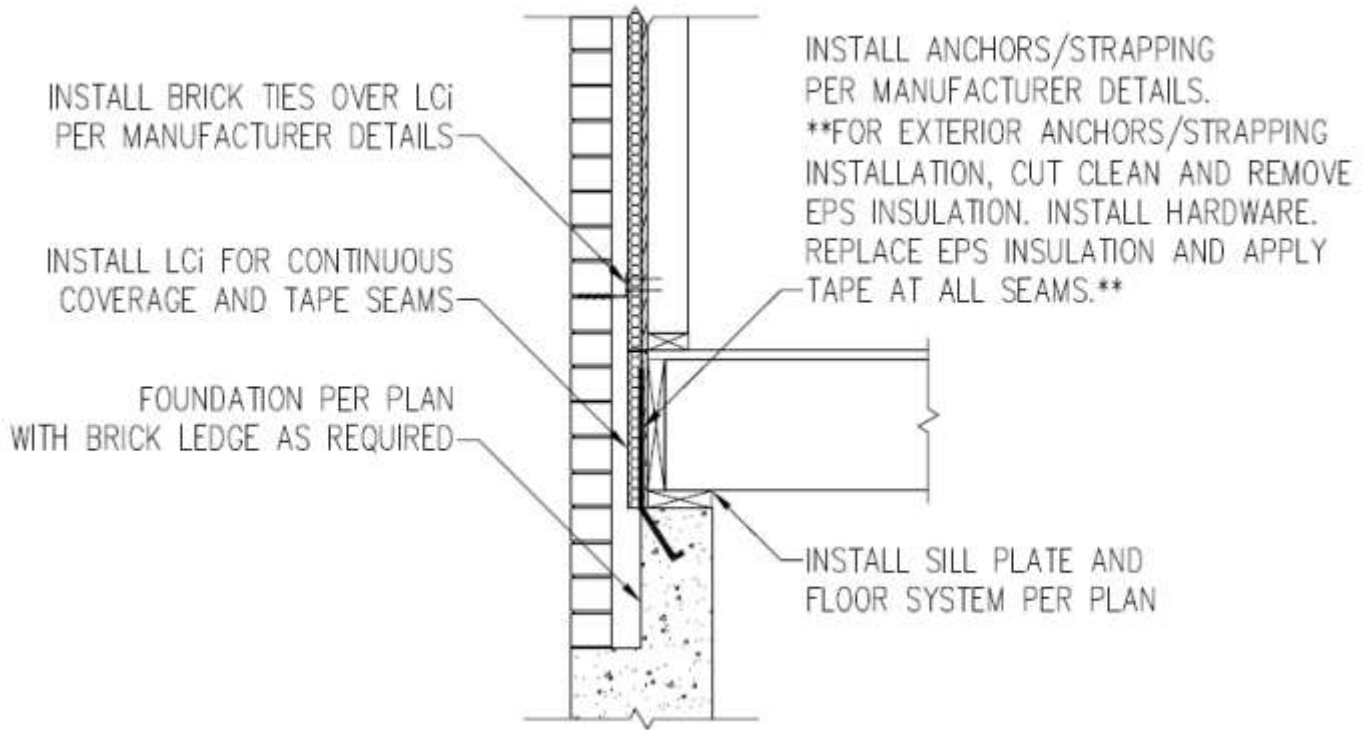 INSTALL BRICK TIES OVER LCi
PER MANUFACTURER DETAILS
INSTALL LCi FOR CONTINUOUS
COVERAGE AND TAPE SEAMS
FOUNDATION PER PLAN
WITH BRICK LEDGE AS REQUIRED
INSTALL ANCHORS/STRAPPING
PER MANUFACTURER DETAILS.
**FOR EXTERIOR ANCHORS/STRAPPING
INSTALLATION, CUT CLEAN AND REMOVE
EPS INSULATION. INSTALL HARDWARE.
REPLACE EPS INSULATION AND APPLY
TAPE AT ALL SEAMS.**
INSTALL SILL PLATE AND
FLOOR SYSTEM PER PLAN